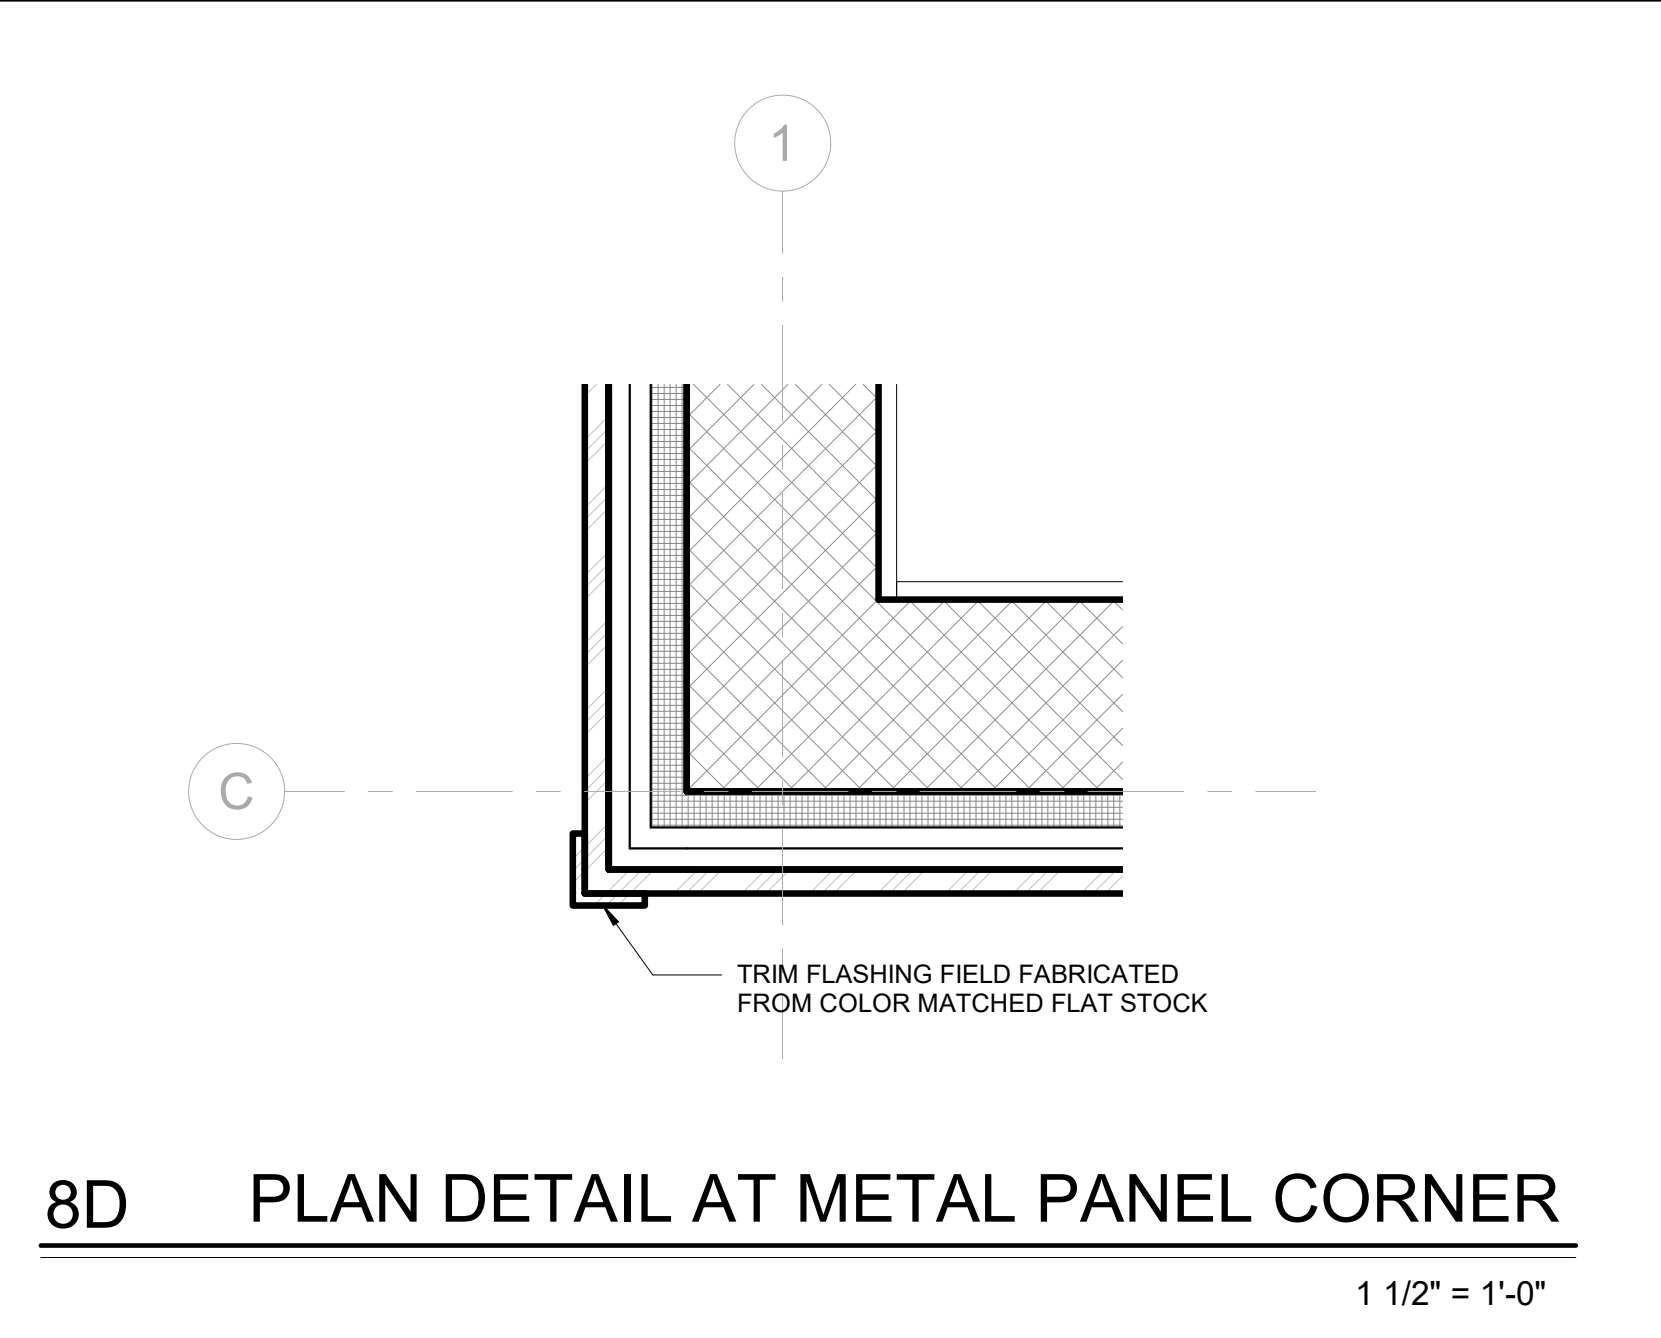 1
C
TRIM FLASHING FIELD FABRICATED
FROM COLOR MATCHED FLAT STOCK
8D PLAN DETAIL AT METAL PANEL CORNER
1 1/2" = 1'-0"